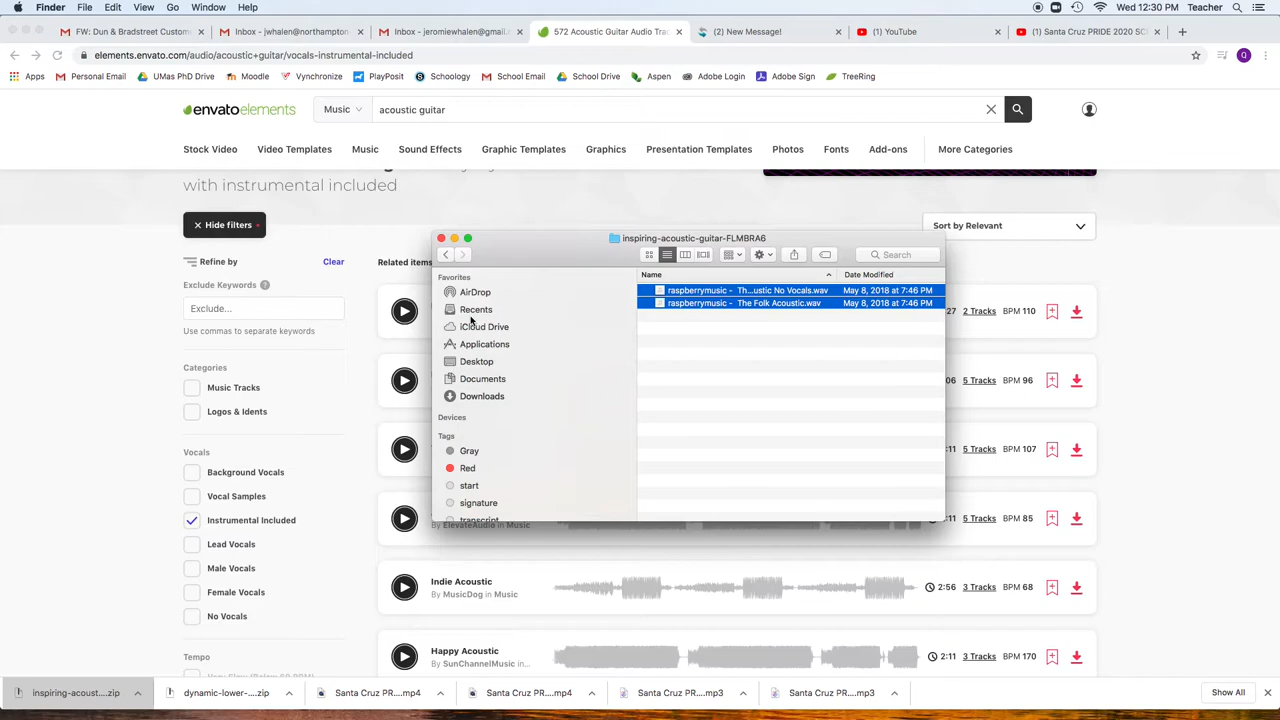 Finder File Edit View Go Window Help Wed 12:30 PM Teacher
FW: Dun & Bradstreet Custome
Inbox - jwhalen@northampton
Inbox - jeromiewhalen@gmail.
572 Acoustic Guitar Audio Trac
(2) New Message!
(1) YouTube
(1) Santa Cruz PRIDE 2020 SC
elements.envato.com/audio/acoustic+guitar/vocals-instrumental-included
Q
Apps Personal Email UMas PhD Drive Moodle Vynchronize PlayPosit Schoology School Email School Drive Aspen Adobe Login Adobe Sign TreeRing
envatoelements Music acoustic guitar
Stock Video Video Templates Music Sound Effects Graphic Templates Graphics Presentation Templates Photos Fonts Add-ons More Categories
with instrumental included
Hide filters
Sort by Relevant
Refine by Clear
Related items
Exclude Keywords
Exclude...
Use commas to separate keywords
Categories
Music Tracks
Logos & Idents
Vocals
Background Vocals
Vocal Samples
Instrumental Included
Lead Vocals
Male Vocals
Female Vocals
No Vocals
Tempo
inspiring-acoustic-guitar-FLMBRA6
Search
Favorites
AirDrop
Recents
iCloud Drive
Applications
Desktop
Documents
Downloads
Devices
Tags
Gray
Red
start
signature
transcript
Name Date Modified
raspberrymusic - Th...ustic No Vocals.wav May 8, 2018 at 7:46 PM
raspberrymusic - The Folk Acoustic.wav May 8, 2018 at 7:46 PM
27 2 Tracks BPM 110
06 5 Tracks BPM 96
5 Tracks BPM 107
5 Tracks BPM 85
By ElevateAudio in Music
Indie Acoustic
By MusicDog in Music
2:56 3 Tracks BPM 68
Happy Acoustic
By SunChannelMusic in...
2:11 3 Tracks BPM 170
inspiring-acoust....zip
dynamic-lower-....zip
Santa Cruz PR....mp4
Santa Cruz PR....mp4
Santa Cruz PR....mp3
Santa Cruz PR....mp3
Show All